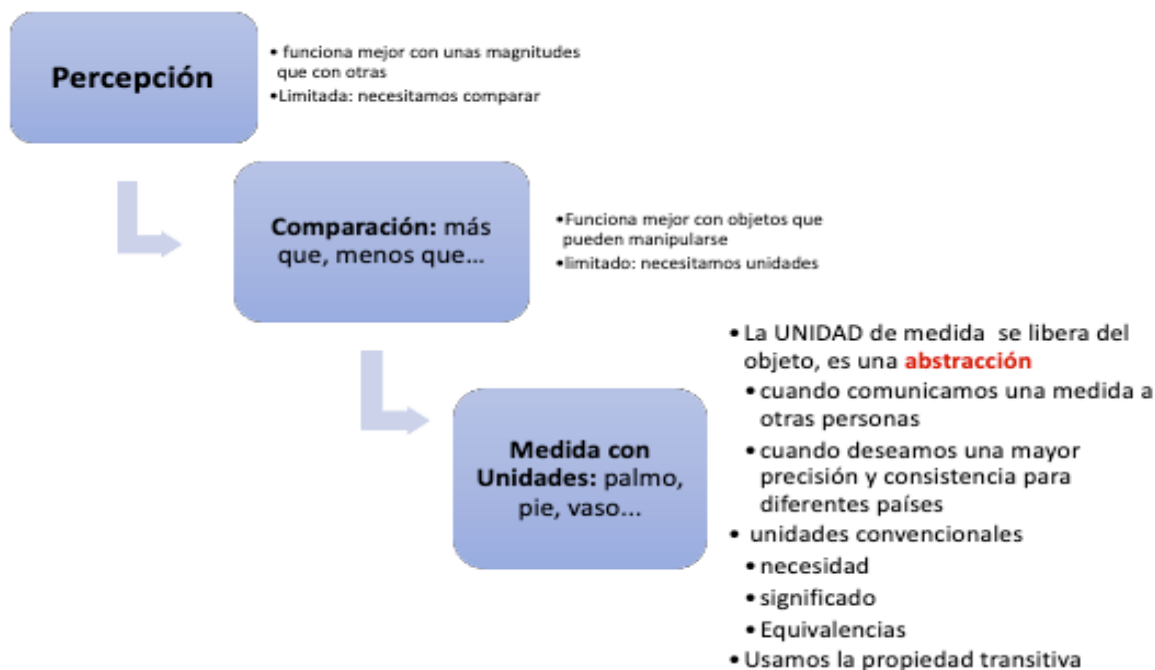 Percepción
• funciona mejor con unas magnitudes
que con otras
•Limitada: necesitamos comparar
Comparación: más
que, menos que...
•Funciona mejor con objetos que
pueden manipularse
•limitado: necesitamos unidades
Medida con
Unidades: palmo,
pie, vaso...
•La UNIDAD de medida se libera del
objeto, es una abstracción
•cuando comunicamos una medida a
otras personas
•cuando deseamos una mayor
precisión y consistencia para
diferentes países
• unidades convencionales
•necesidad
•significado
•Equivalencias
•Usamos la propiedad transitiva